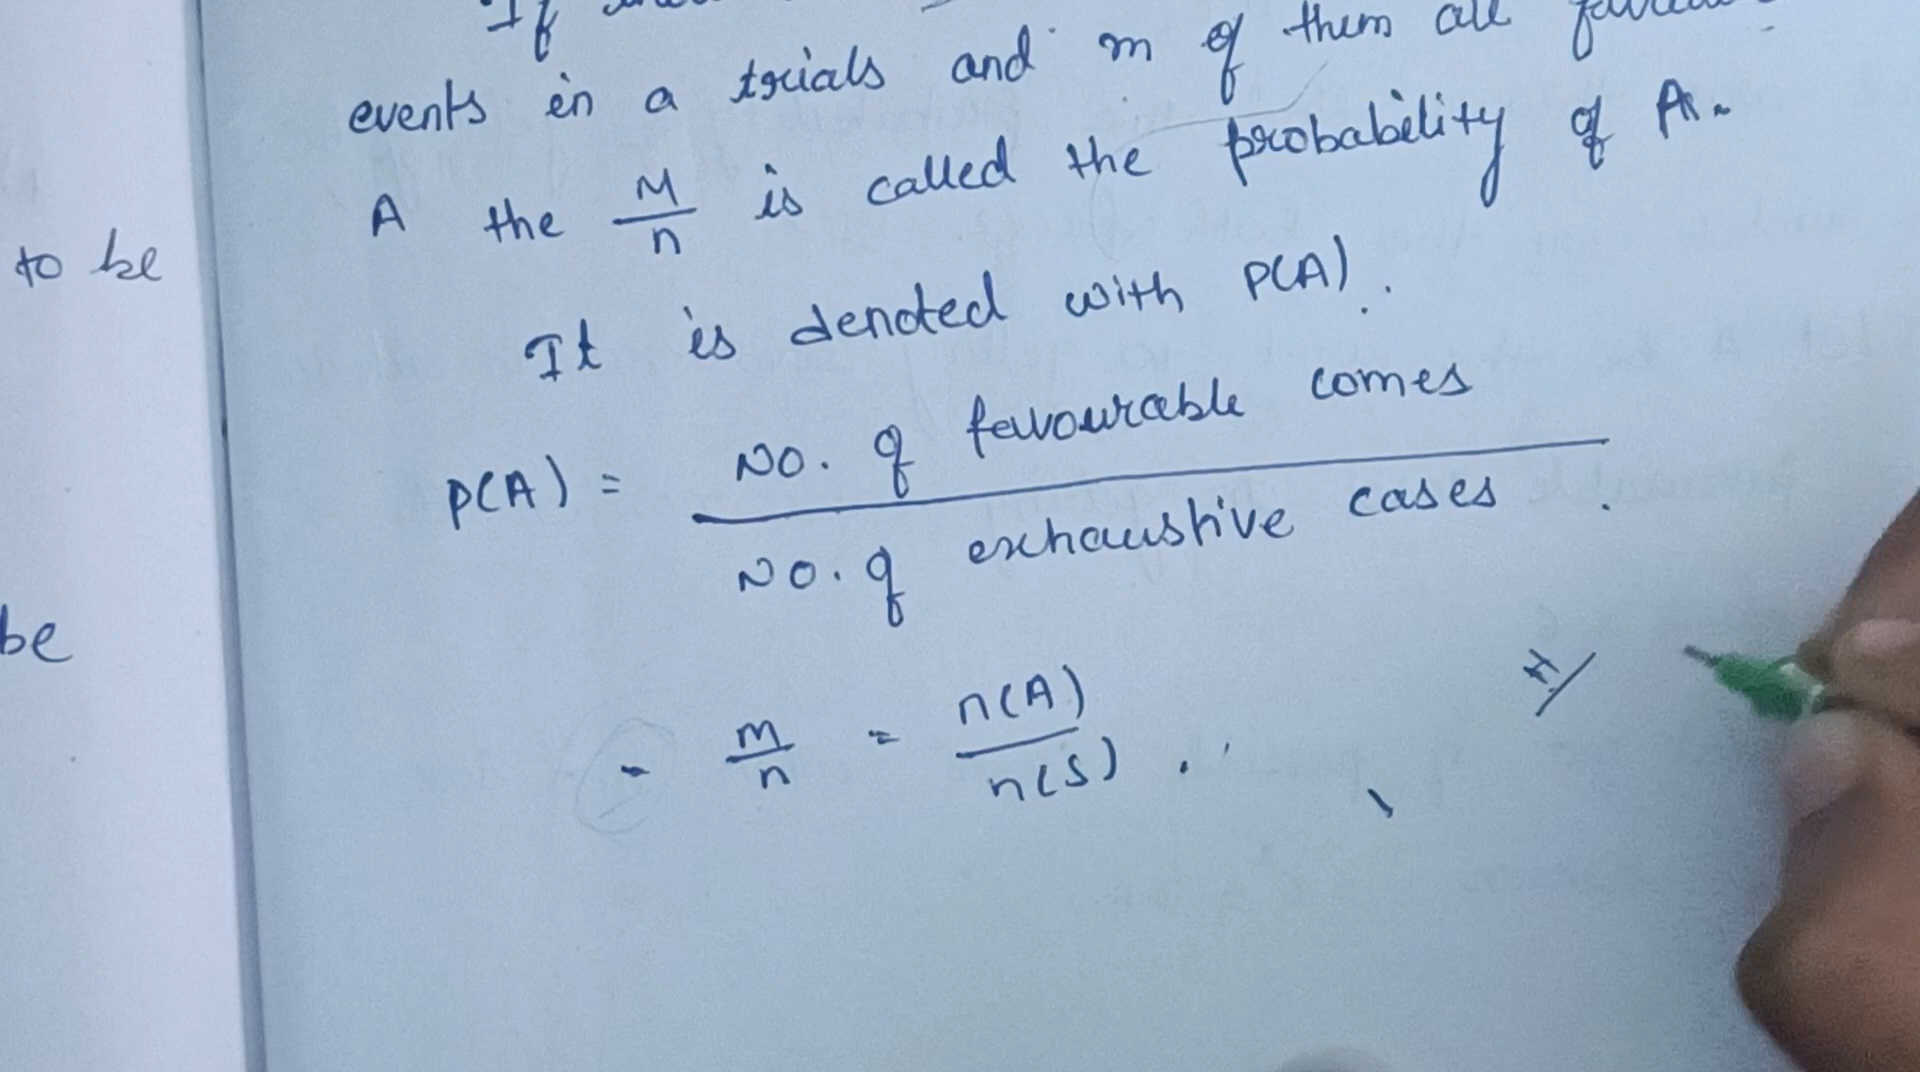 If
events in a trials and m of them all
A the M/n is called the probability of A.
to be
It is denoted with P(A).
P(A) = No. of favourable comes
No. of exhaustive cases .
be
= m/n = n(A)/n(S) .
H